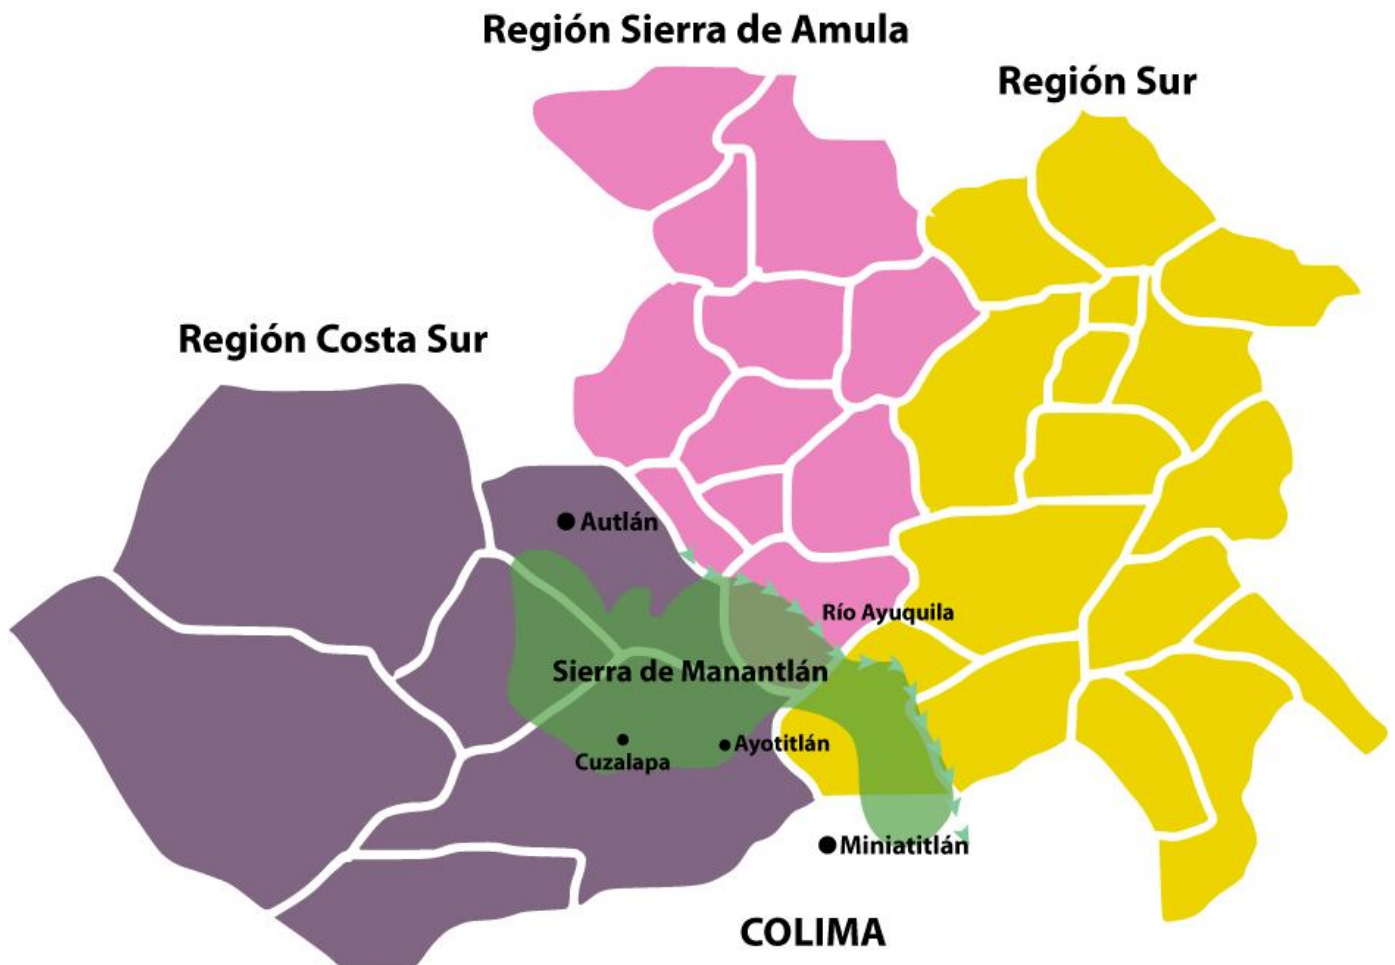 Región Sierra de Amula
Región Sur
Región Costa Sur
Autlán
Río Ayuquila
Sierra de Manantlán
Ayotitlán
Cuzalapa
Miniatitlán
COLIMA